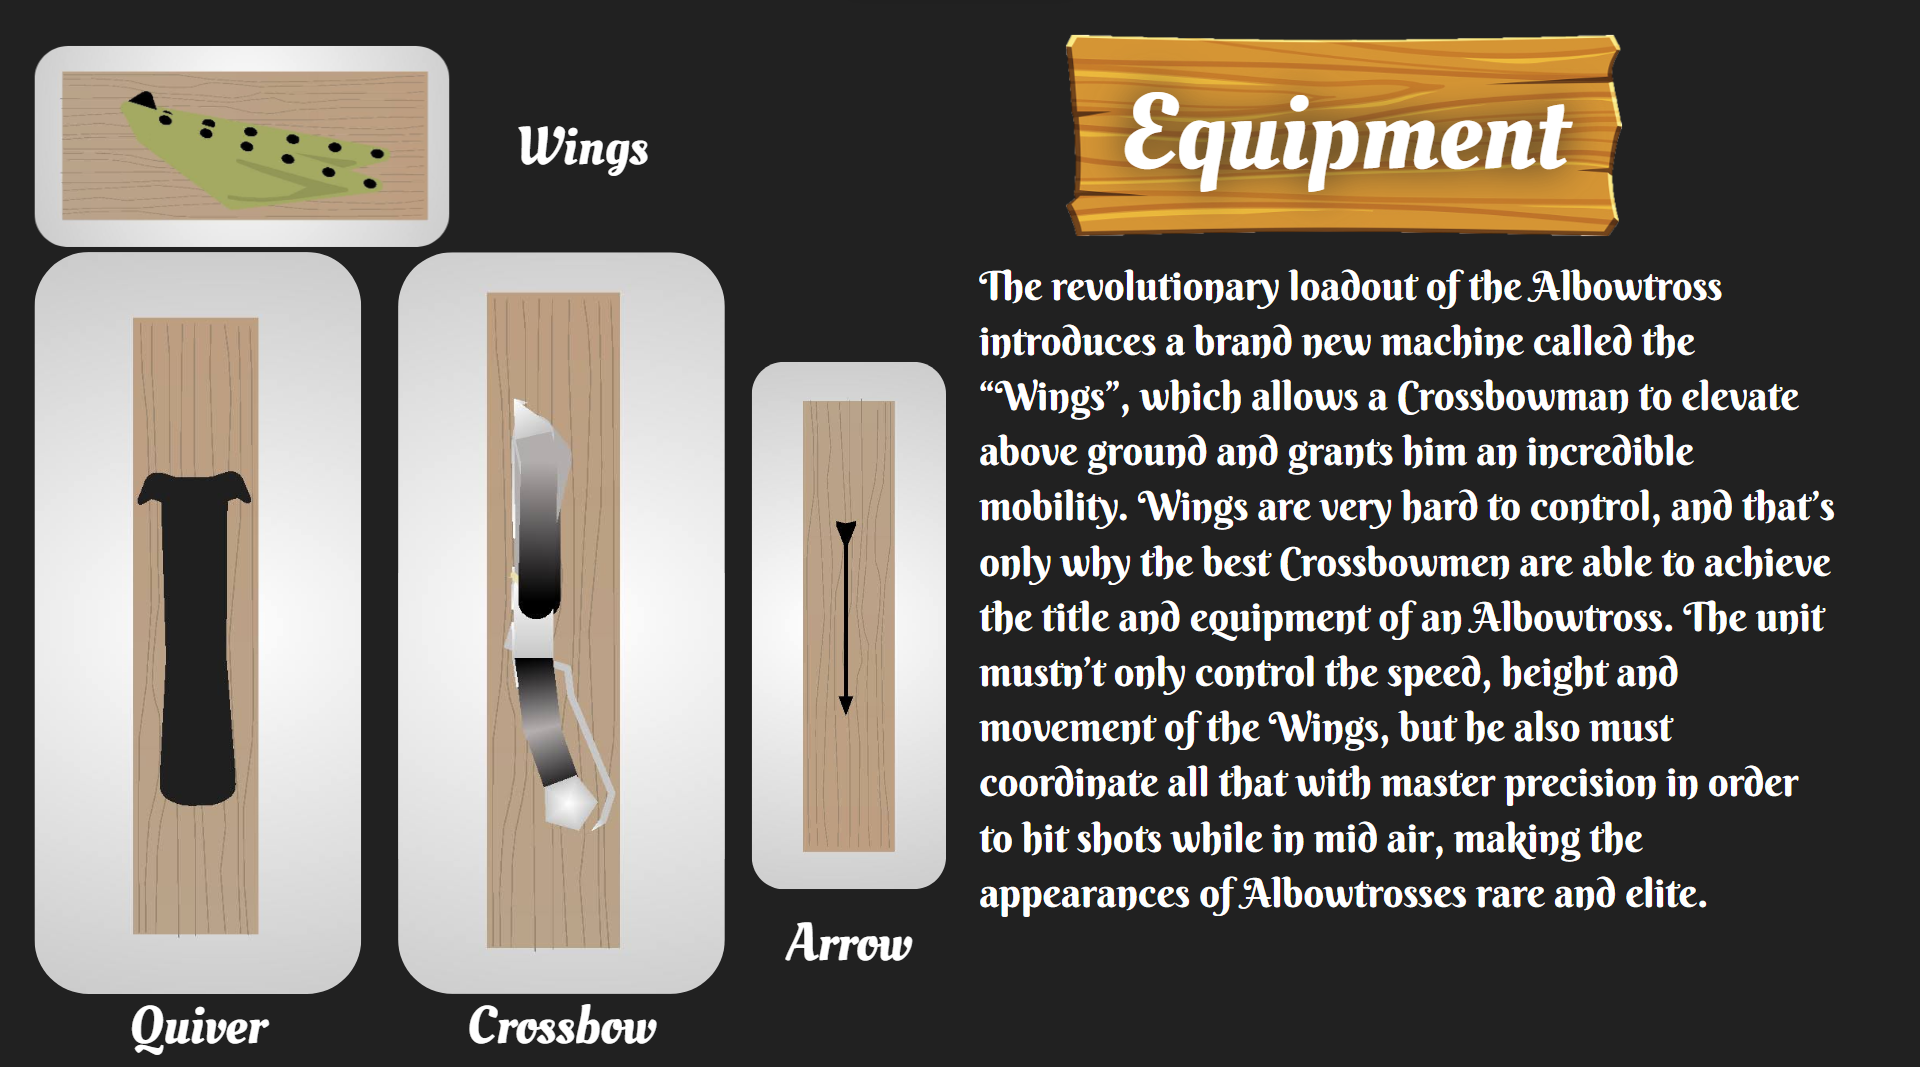 Wings
Equipment
The revolutionary loadout of the Albowtross
introduces a brand new machine called the
“Wings”, which allows a Crossbowman to elevate
above ground and grants him an incredible
mobility. Wings are very hard to control, and that’s
only why the best Crossbowmen are able to achieve
the title and equipment of an Albowtross. The unit
mustn’t only control the speed, height and
movement of the Wings, but he also must
coordinate all that with master precision in order
to hit shots while in mid air, making the
appearances of Albowtrosses rare and elite.
Arrow
Quiver
Crossbow